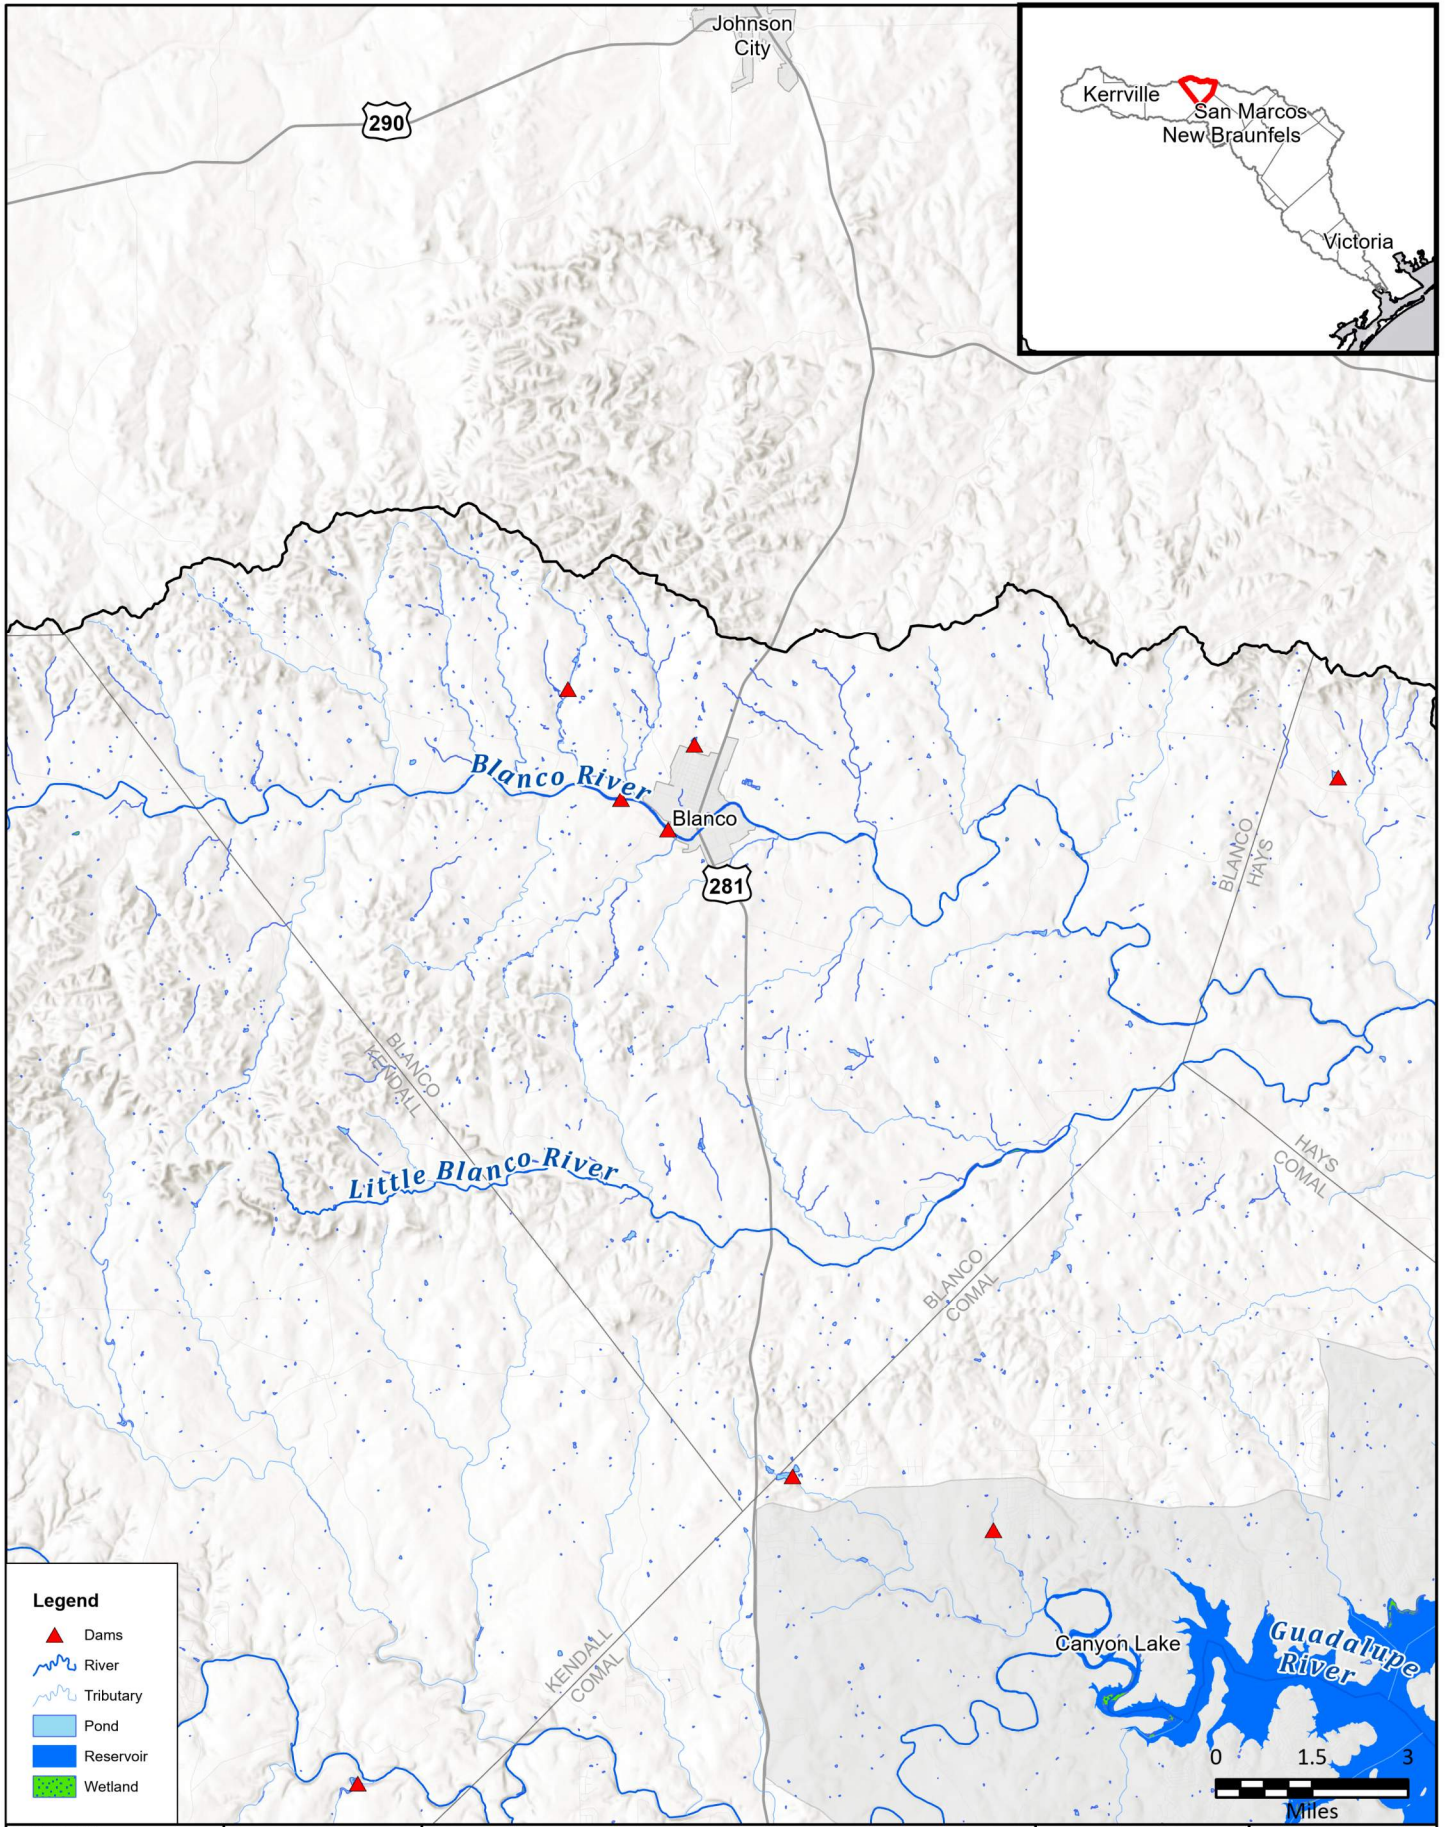 Johnson
City
290
Kerrville
San Marcos
New Braunfels
Victoria
Blanco River
Blanco
281
BLANCO
HAYS
BLANCO
KENDALL
Little Blanco River
HAYS
COMAL
BLANCO
COMAL
KENDALL
COMAL
Canyon Lake
Guadalupe
River
Legend
Dams
River
Tributary
Pond
Reservoir
Wetland
0 1.5 3
Miles